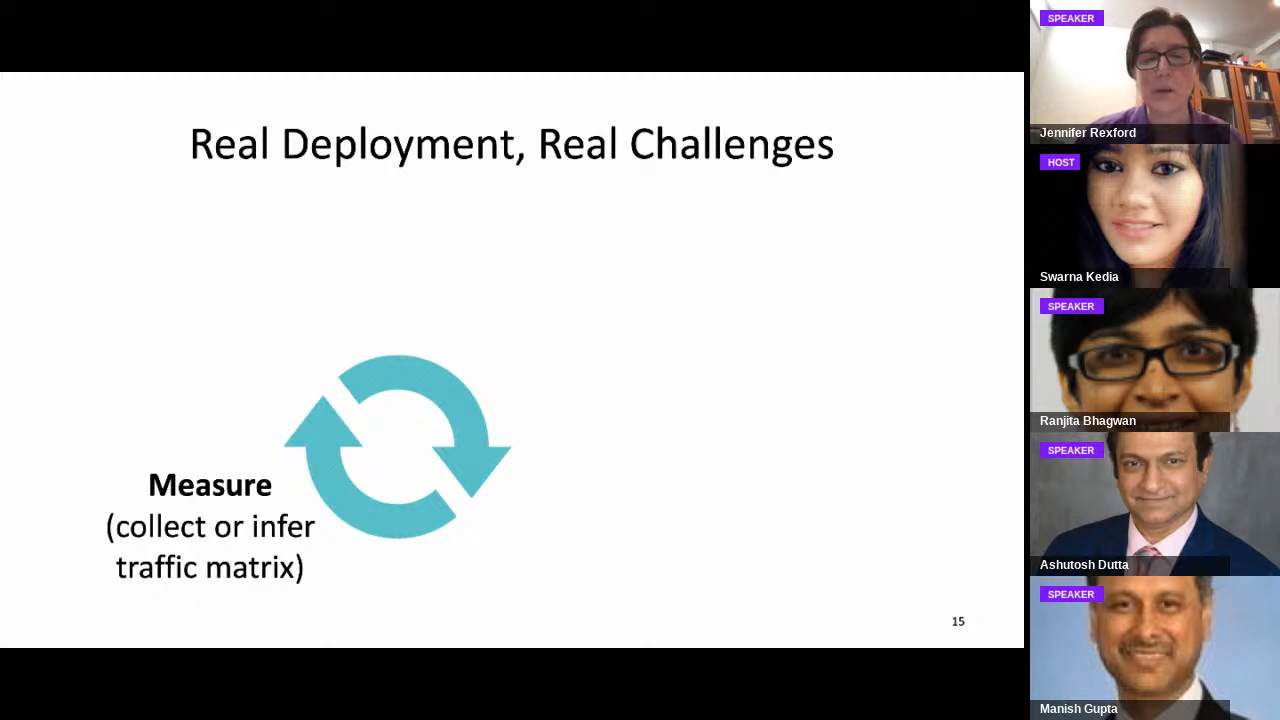 Real Deployment, Real Challenges
Measure
(collect or infer
traffic matrix)
15
SPEAKER
Jennifer Rexford
HOST
Swarna Kedia
SPEAKER
Ranjita Bhagwan
SPEAKER
Ashutosh Dutta
SPEAKER
Manish Gupta